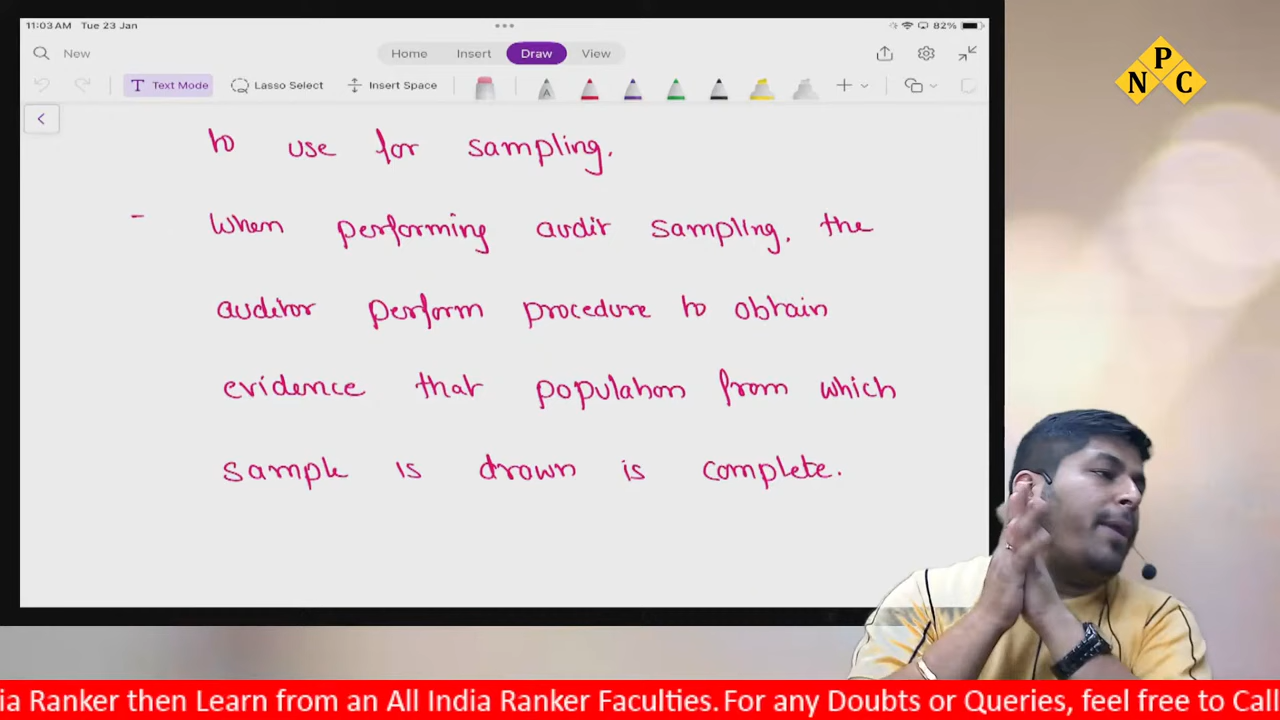 11:03 AM Tue 23 Jan
82%
New
Home Insert Draw View
Text Mode Lasso Select Insert Space
to use for sampling.
- When performing audit sampling, the
auditor perform procedure to obtain
evidence that population from which
sample is drown is complete.
N P C
ia Ranker then Learn from an All India Ranker Faculties. For any Doubts or Queries, feel free to Call